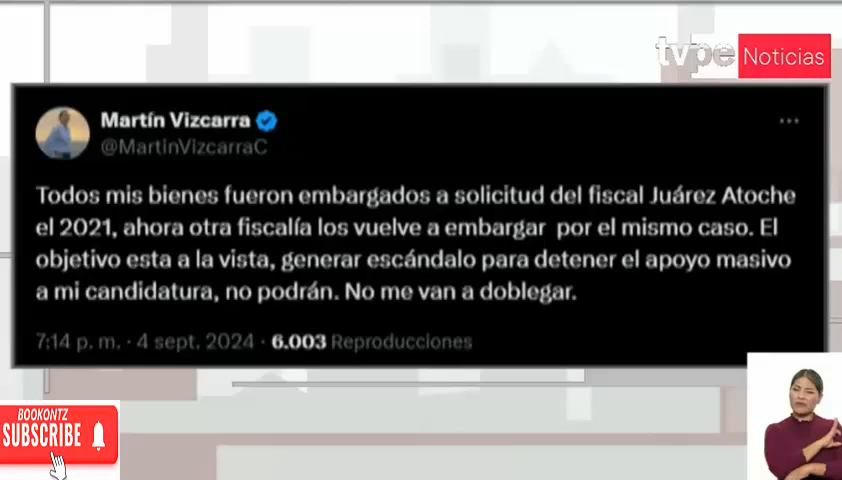 tvpe Noticias
Martín Vizcarra
@MartinVizcarraC
Todos mis bienes fueron embargados a solicitud del fiscal Juárez Atoche
el 2021, ahora otra fiscalía los vuelve a embargar por el mismo caso. El
objetivo esta a la vista, generar escándalo para detener el apoyo masivo
a mi candidatura, no podrán. No me van a doblegar.
7:14 p. m. · 4 sept. 2024 · 6.003 Reproducciones
BOOKONTZ
SUBSCRIBE